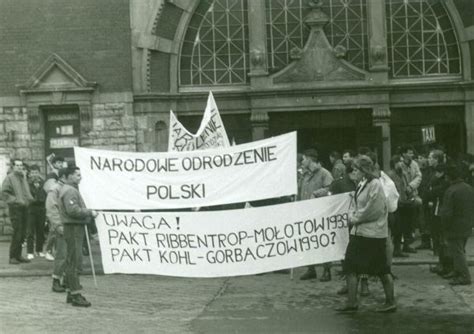 NARODOWE ODRODZENIE
POLSKI
UWAGA!
PAKT RIBBENTROP-MOŁOTOW 1939
PAKT KOHL-GORBACZOW 1990?
TAXI